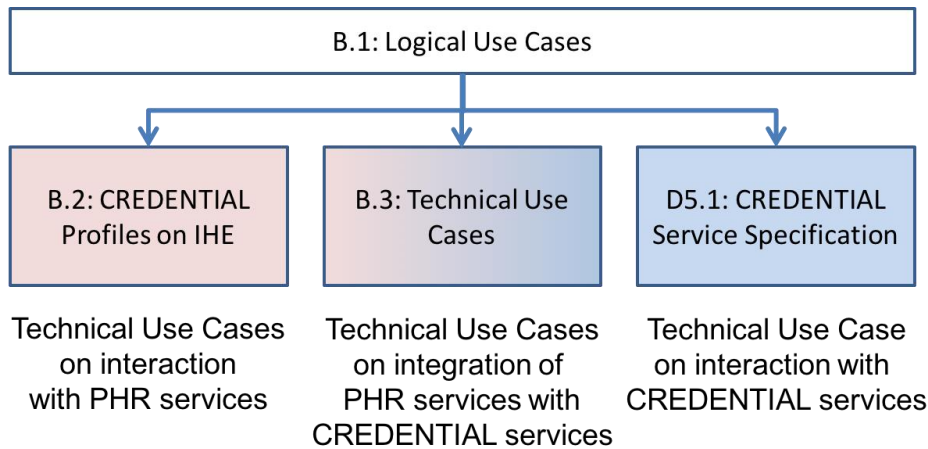 B.1: Logical Use Cases
B.2: CREDENTIAL
Profiles on IHE
B.3: Technical Use
Cases
D5.1: CREDENTIAL
Service Specification
Technical Use Cases
on interaction
with PHR services
Technical Use Cases
on integration of
PHR services with
CREDENTIAL services
Technical Use Case
on interaction with
CREDENTIAL services